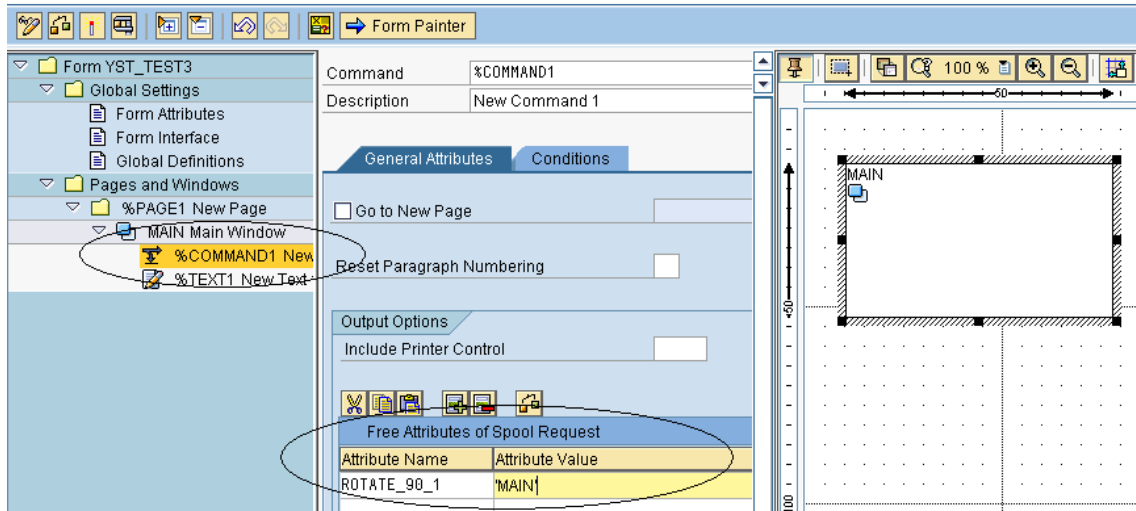 Form Painter
Form YST_TEST3
Global Settings
Form Attributes
Form Interface
Global Definitions
Pages and Windows
%PAGE1 New Page
MAIN Main Window
%COMMAND1 New
%TEXT1 New Text
Command %COMMAND1
Description New Command 1
General Attributes Conditions
Go to New Page
Reset Paragraph Numbering
Output Options
Include Printer Control
Free Attributes of Spool Request
Attribute Name Attribute Value
ROTATE_90_1 'MAIN'
100 %
50
MAIN
50
100